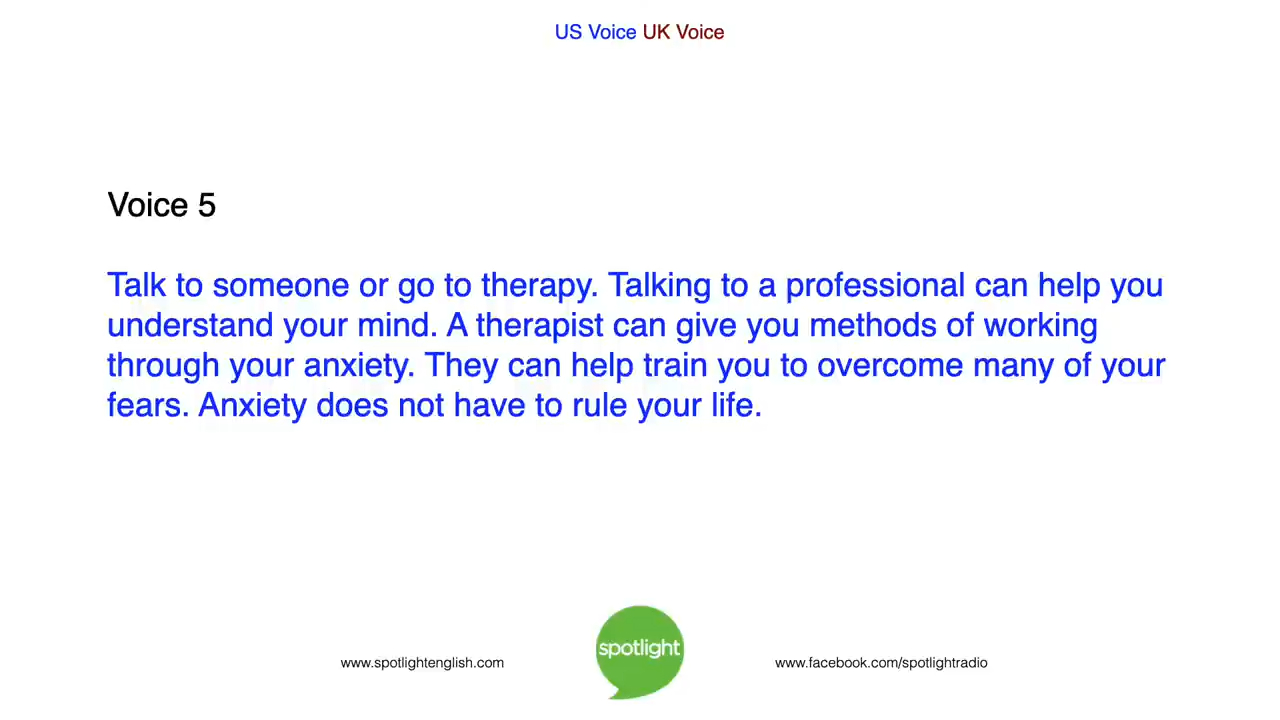 US Voice UK Voice
Voice 5
Talk to someone or go to therapy. Talking to a professional can help you
understand your mind. A therapist can give you methods of working
through your anxiety. They can help train you to overcome many of your
fears. Anxiety does not have to rule your life.
spotlight
www.spotlightenglish.com
www.facebook.com/spotlightradio